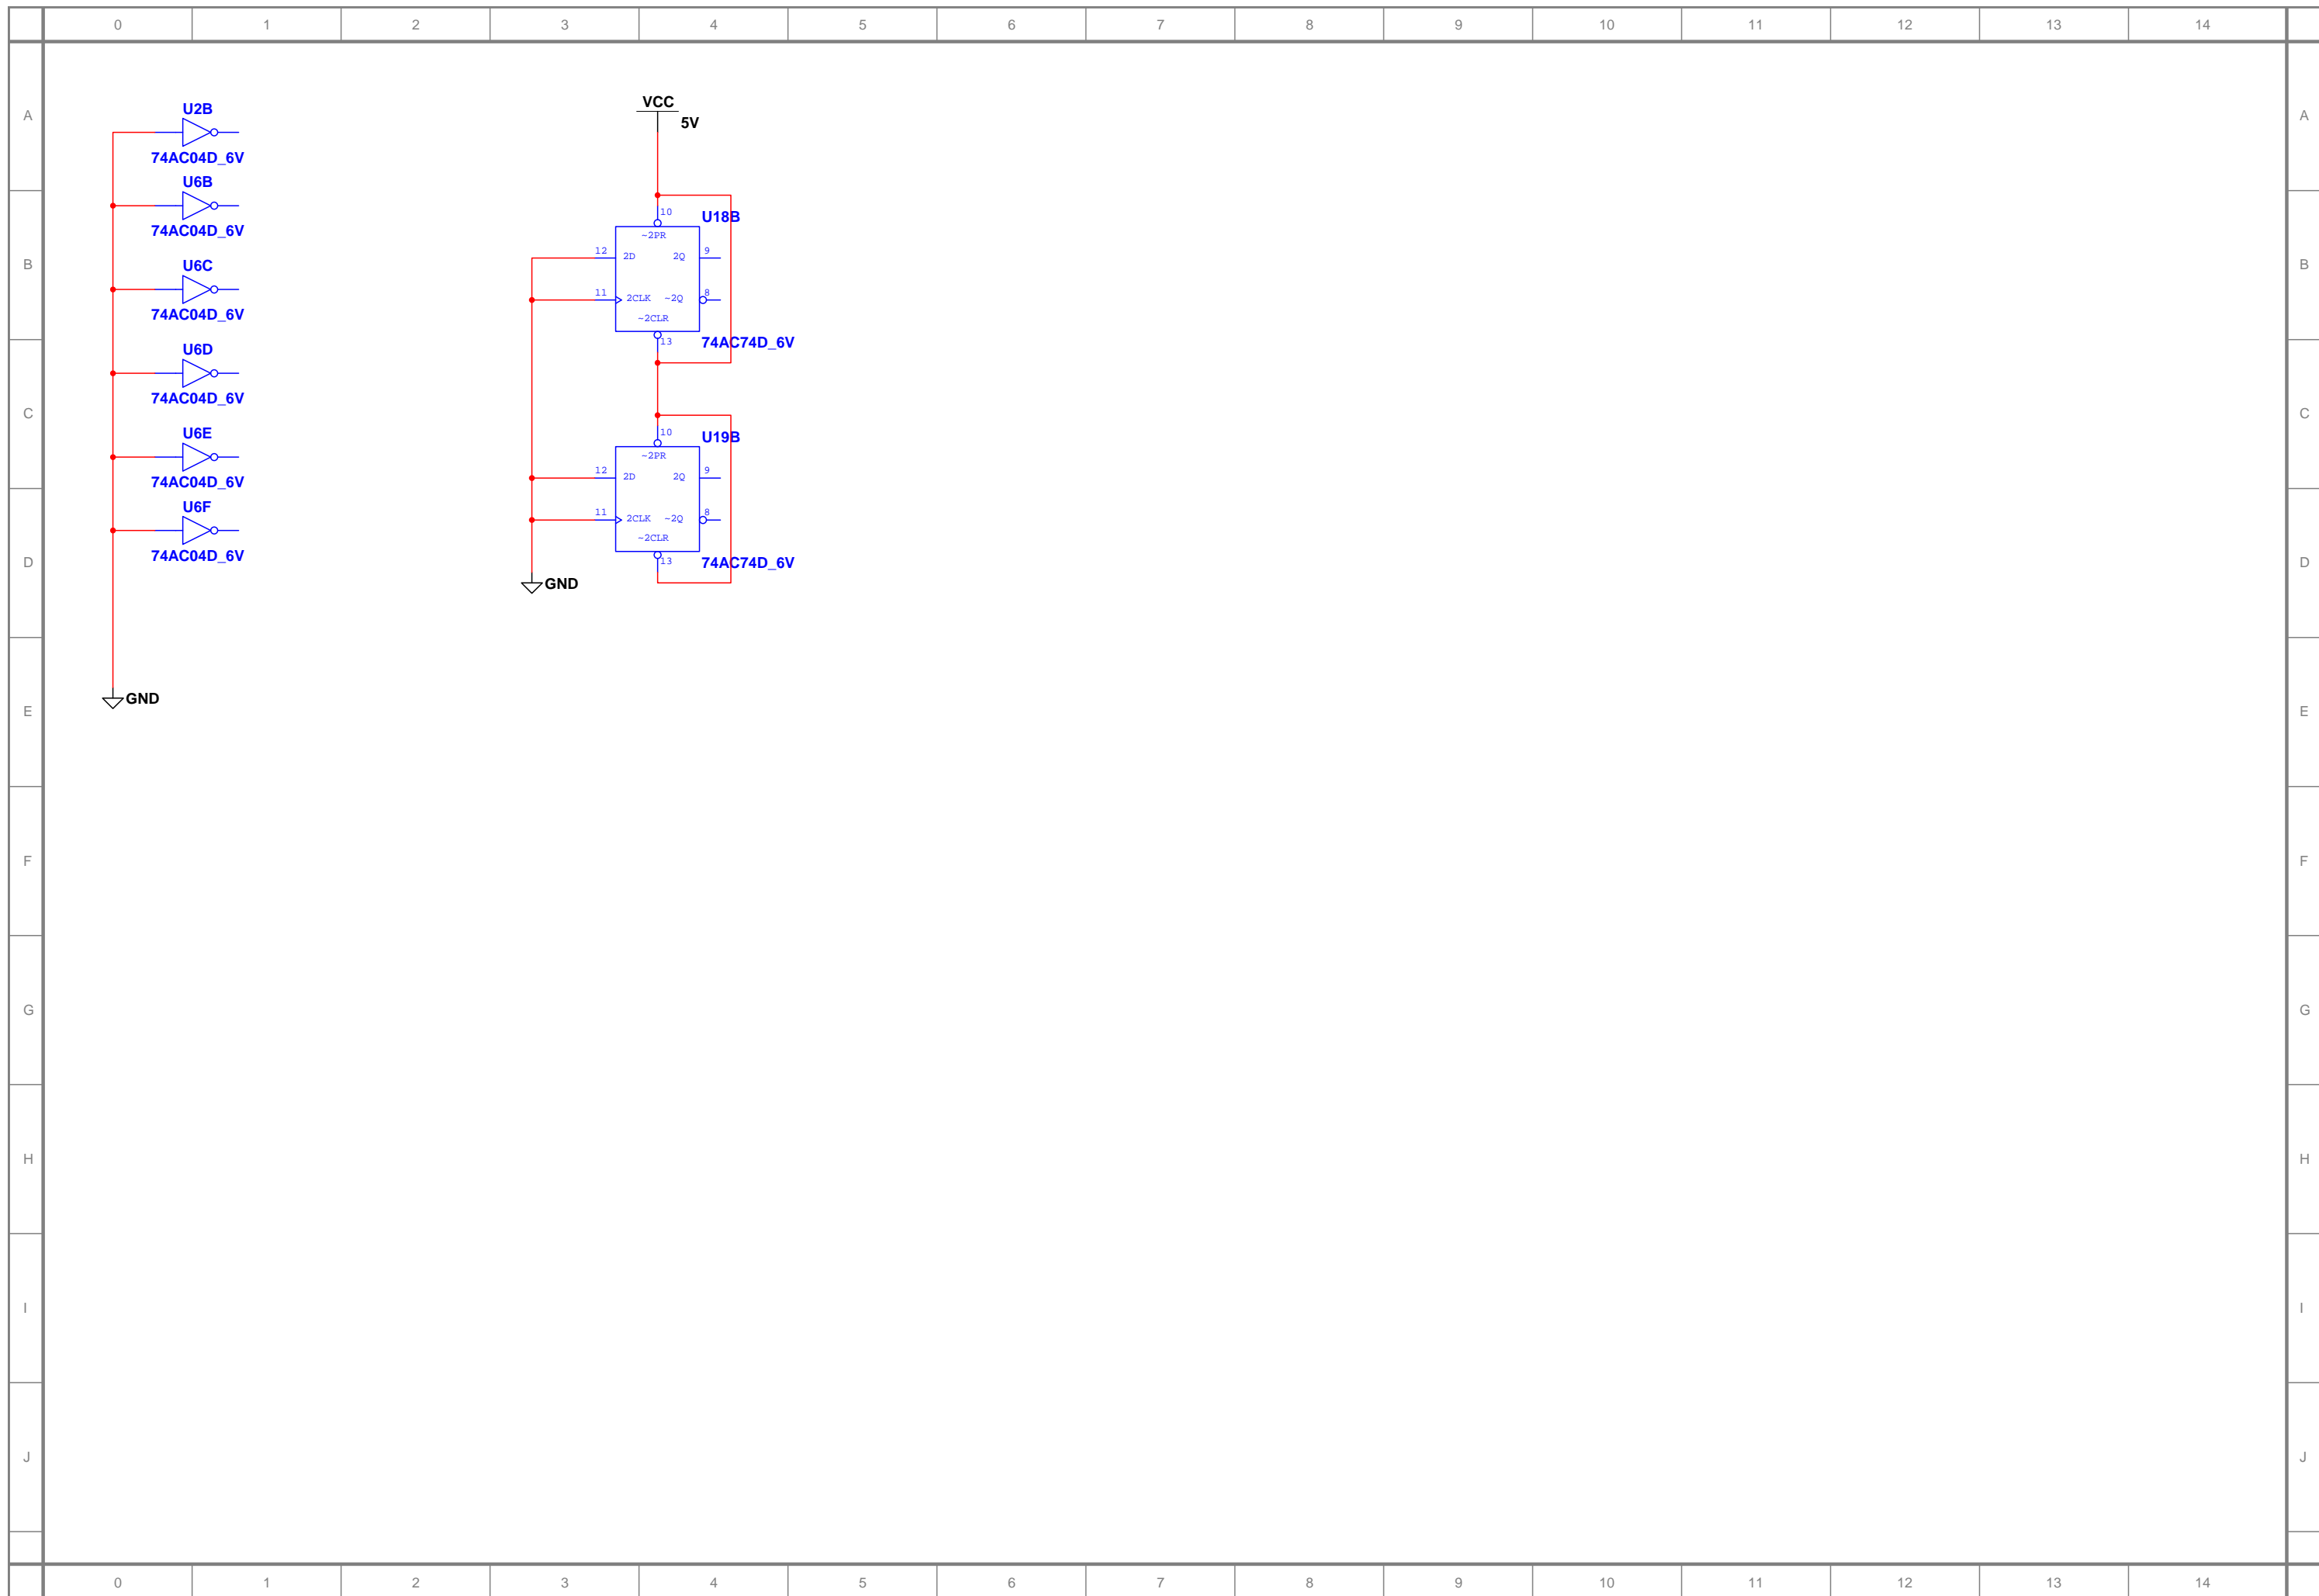 0 1 2 3 4 5 6 7 8 9 10 11 12 13 14
A A
U2B
74AC04D_6V
VCC
5V
U6B
74AC04D_6V
B B
U6C
74AC04D_6V
10
U18B
~2PR
12 2D 2Q 9
11 2CLK ~2Q 8
~2CLR
13
74AC74D_6V
U6D
74AC04D_6V
C C
U6E
74AC04D_6V
10
U19B
~2PR
12 2D 2Q 9
11 2CLK ~2Q 8
~2CLR
13
74AC74D_6V
U6F
74AC04D_6V
D D
GND
GND
E E
F F
G G
H H
I I
J J
0 1 2 3 4 5 6 7 8 9 10 11 12 13 14